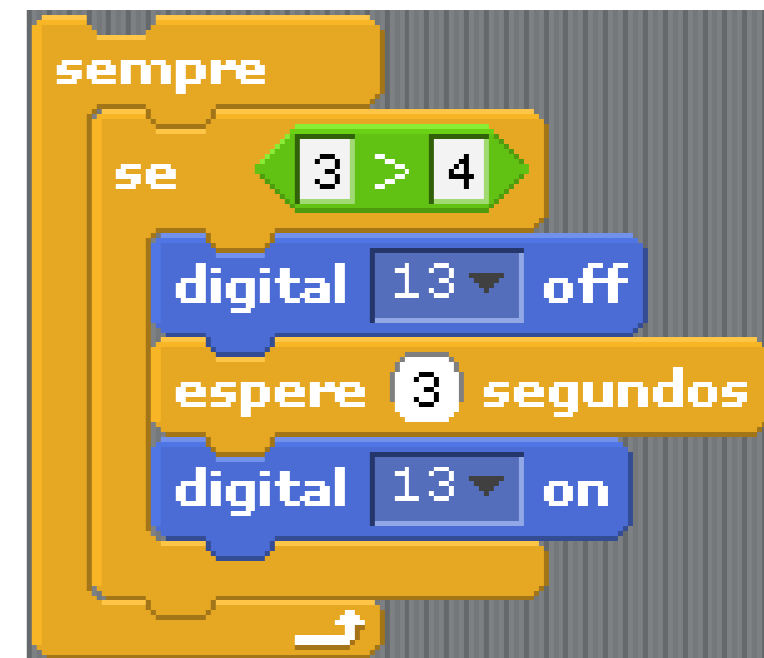 sempre
se 3 > 4
digital 13 off
espere 3 segundos
digital 13 on